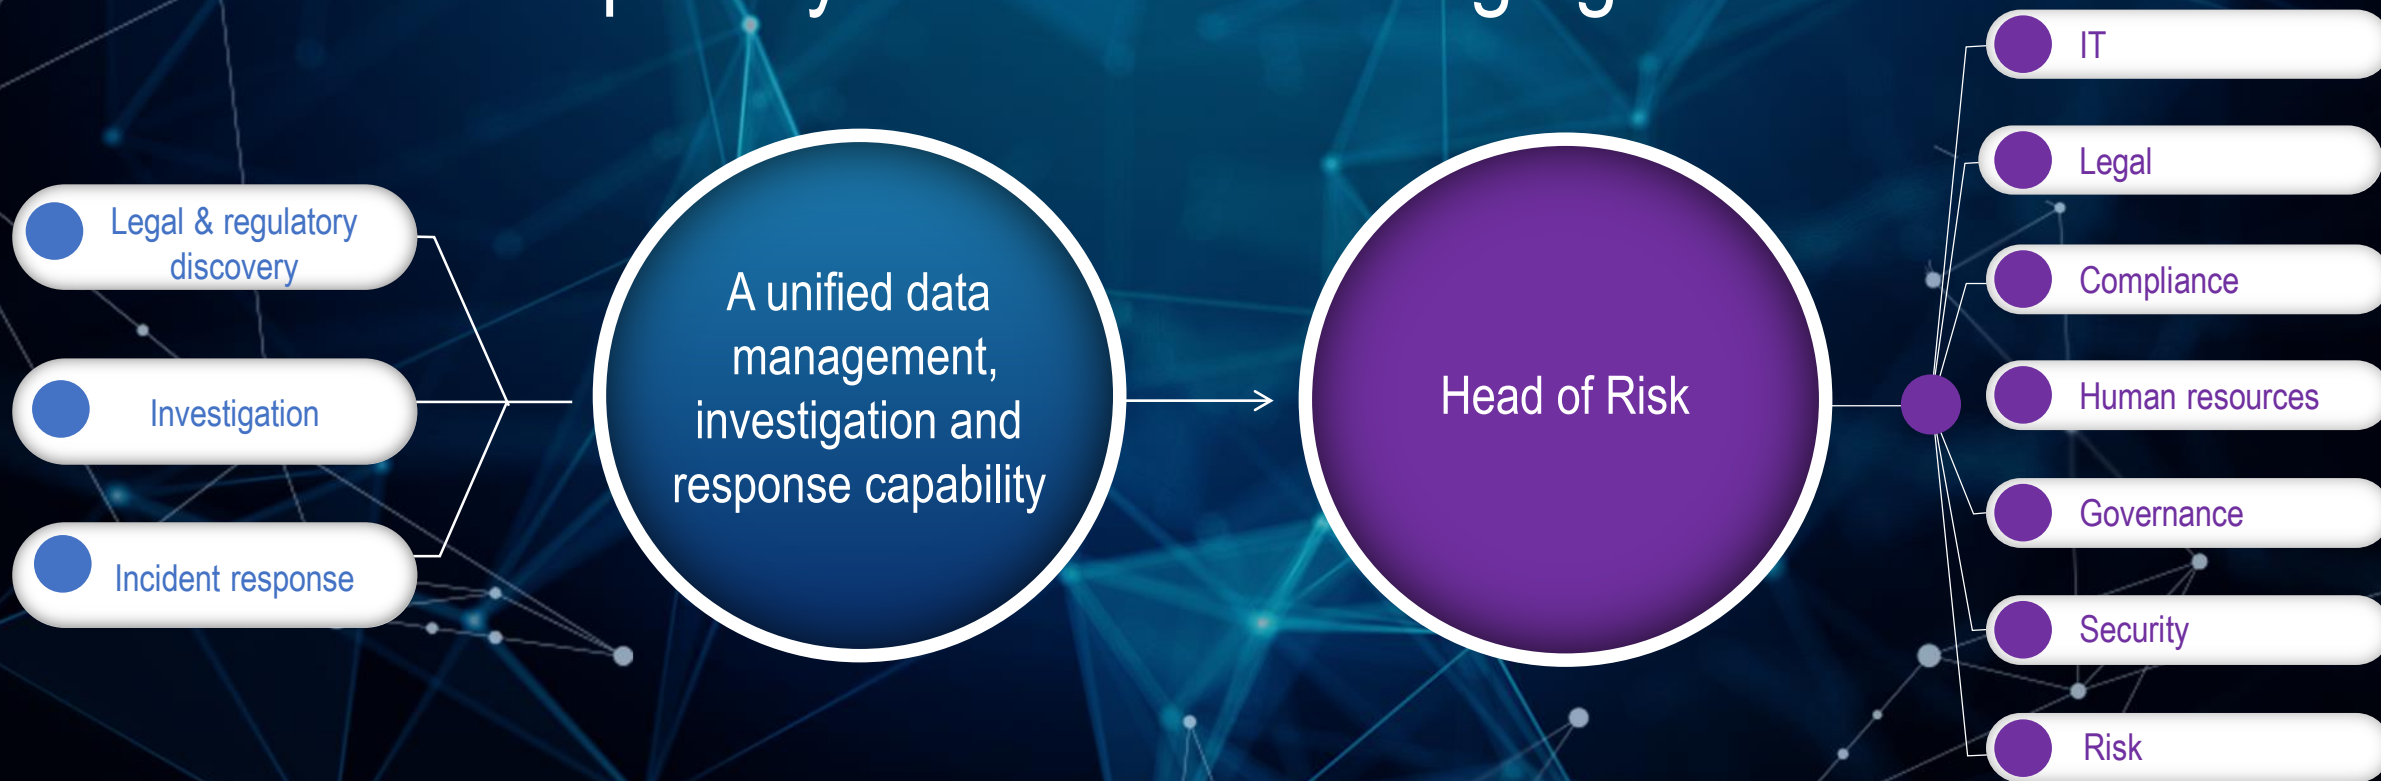 Legal & regulatory
discovery
Investigation
Incident response
A unified data
management,
investigation and
response capability
Head of Risk
IT
Legal
Compliance
Human resources
Governance
Security
Risk